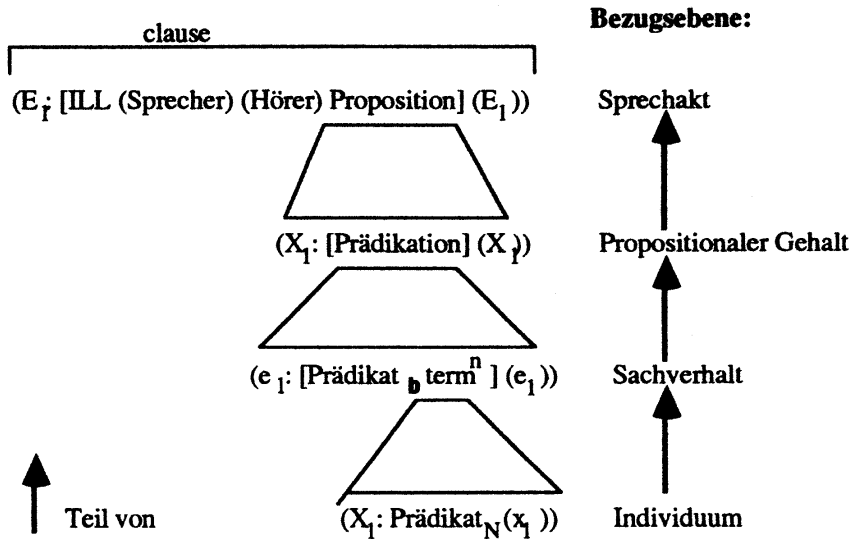 Bezugsebene:
clause
(E₁: [ILL (Sprecher) (Hörer) Proposition] (E₁)) Sprechakt
(X₁: [Prädikation] (X₁)) Propositionaler Gehalt
(e₁: [Prädikat b termⁿ ] (e₁)) Sachverhalt
Teil von (X₁: Prädikat_N(x₁)) Individuum